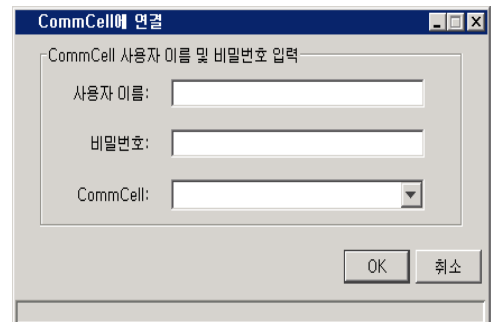 CommCell에 연결
CommCell 사용자 이름 및 비밀번호 입력
사용자 이름:
비밀번호:
CommCell:
OK 취소